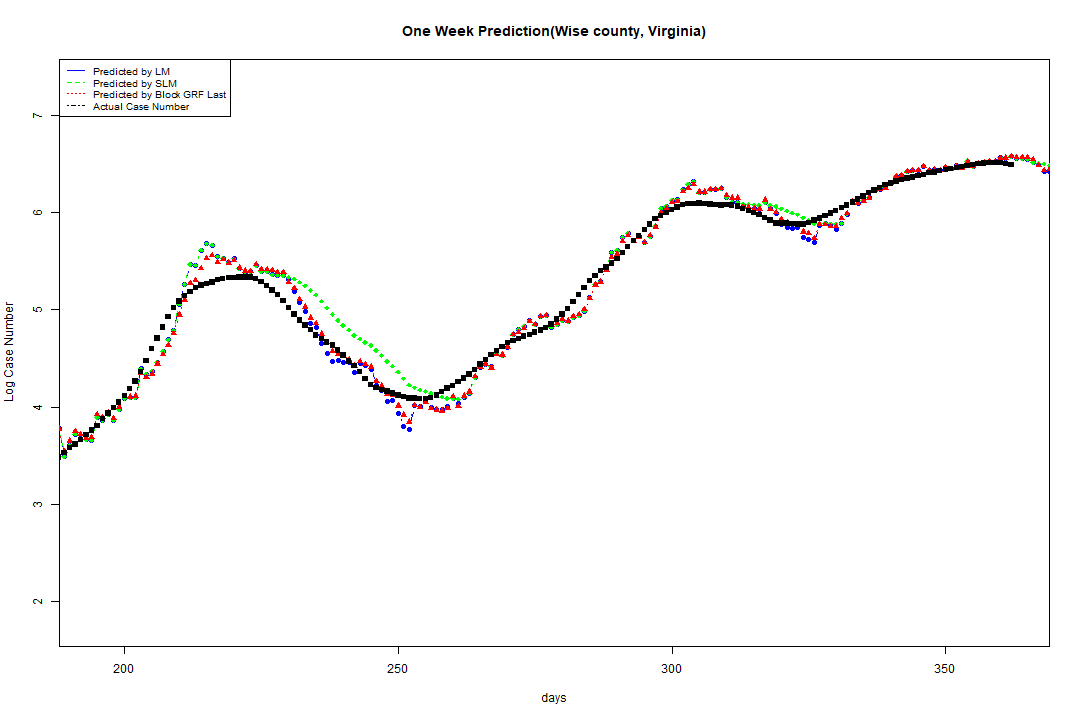 One Week Prediction(Wise county, Virginia)
Predicted by LM
Predicted by SLM
Predicted by Block GRF Last
Actual Case Number
7
6
5
4
3
2
Log Case Number
200
250
300
350
days